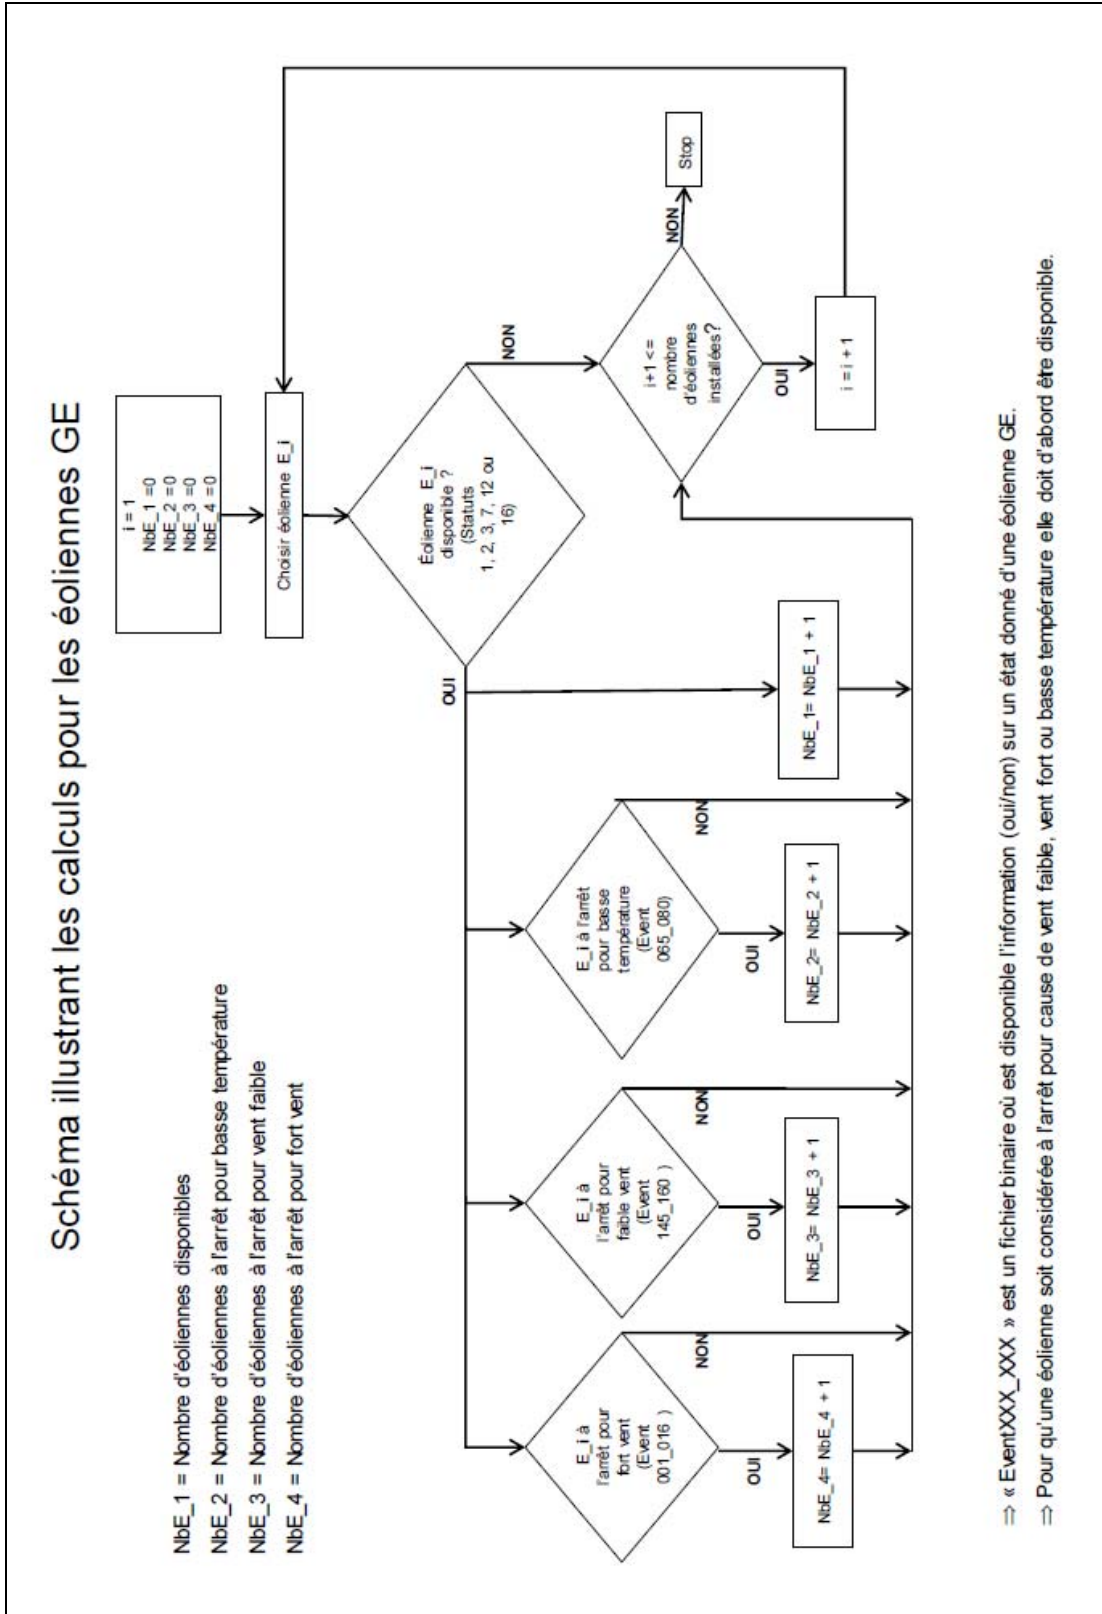 Schéma illustrant les calculs pour les éoliennes GE
NbE_1 = Nombre d'éoliennes disponibles
NbE_2 = Nombre d'éoliennes à l'arrêt pour basse température
NbE_3 = Nombre d'éoliennes à l'arrêt pour vent faible
NbE_4 = Nombre d'éoliennes à l'arrêt pour fort vent
i = 1
NbE_1 =0
NbE_2 =0
NbE_3 =0
NbE_4 =0
Choisir éolienne E_i
Éolienne E_i
disponible ?
(Statuts
1, 2, 3, 7, 12 ou
16)
OUI
NON
E_i à
l'arrêt pour
fort vent
(Event
001_016 )
OUI
NON
NbE_4= NbE_4 + 1
E_i à
l'arrêt pour
faible vent
(Event
145_160 )
OUI
NON
NbE_3= NbE_3 + 1
E_i à l'arrêt
pour basse
température
(Event
065_080)
OUI
NON
NbE_2= NbE_2 + 1
NbE_1= NbE_1 + 1
i+1 <=
nombre
d'éoliennes
installées?
NON
Stop
OUI
i = i + 1
⇒ « EventXXX_XXX » est un fichier binaire où est disponible l'information (oui/non) sur un état donné d'une éolienne GE.
⇒ Pour qu'une éolienne soit considérée à l'arrêt pour cause de vent faible, vent fort ou basse température elle doit d'abord être disponible.